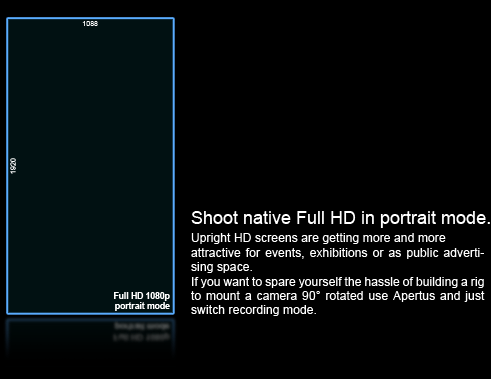 1088
1920
Full HD 1080p
portrait mode
Shoot native Full HD in portrait mode.
Upright HD screens are getting more and more
attractive for events, exhibitions or as public adverti-
sing space.
If you want to spare yourself the hassle of building a rig
to mount a camera 90° rotated use Apertus and just
switch recording mode.